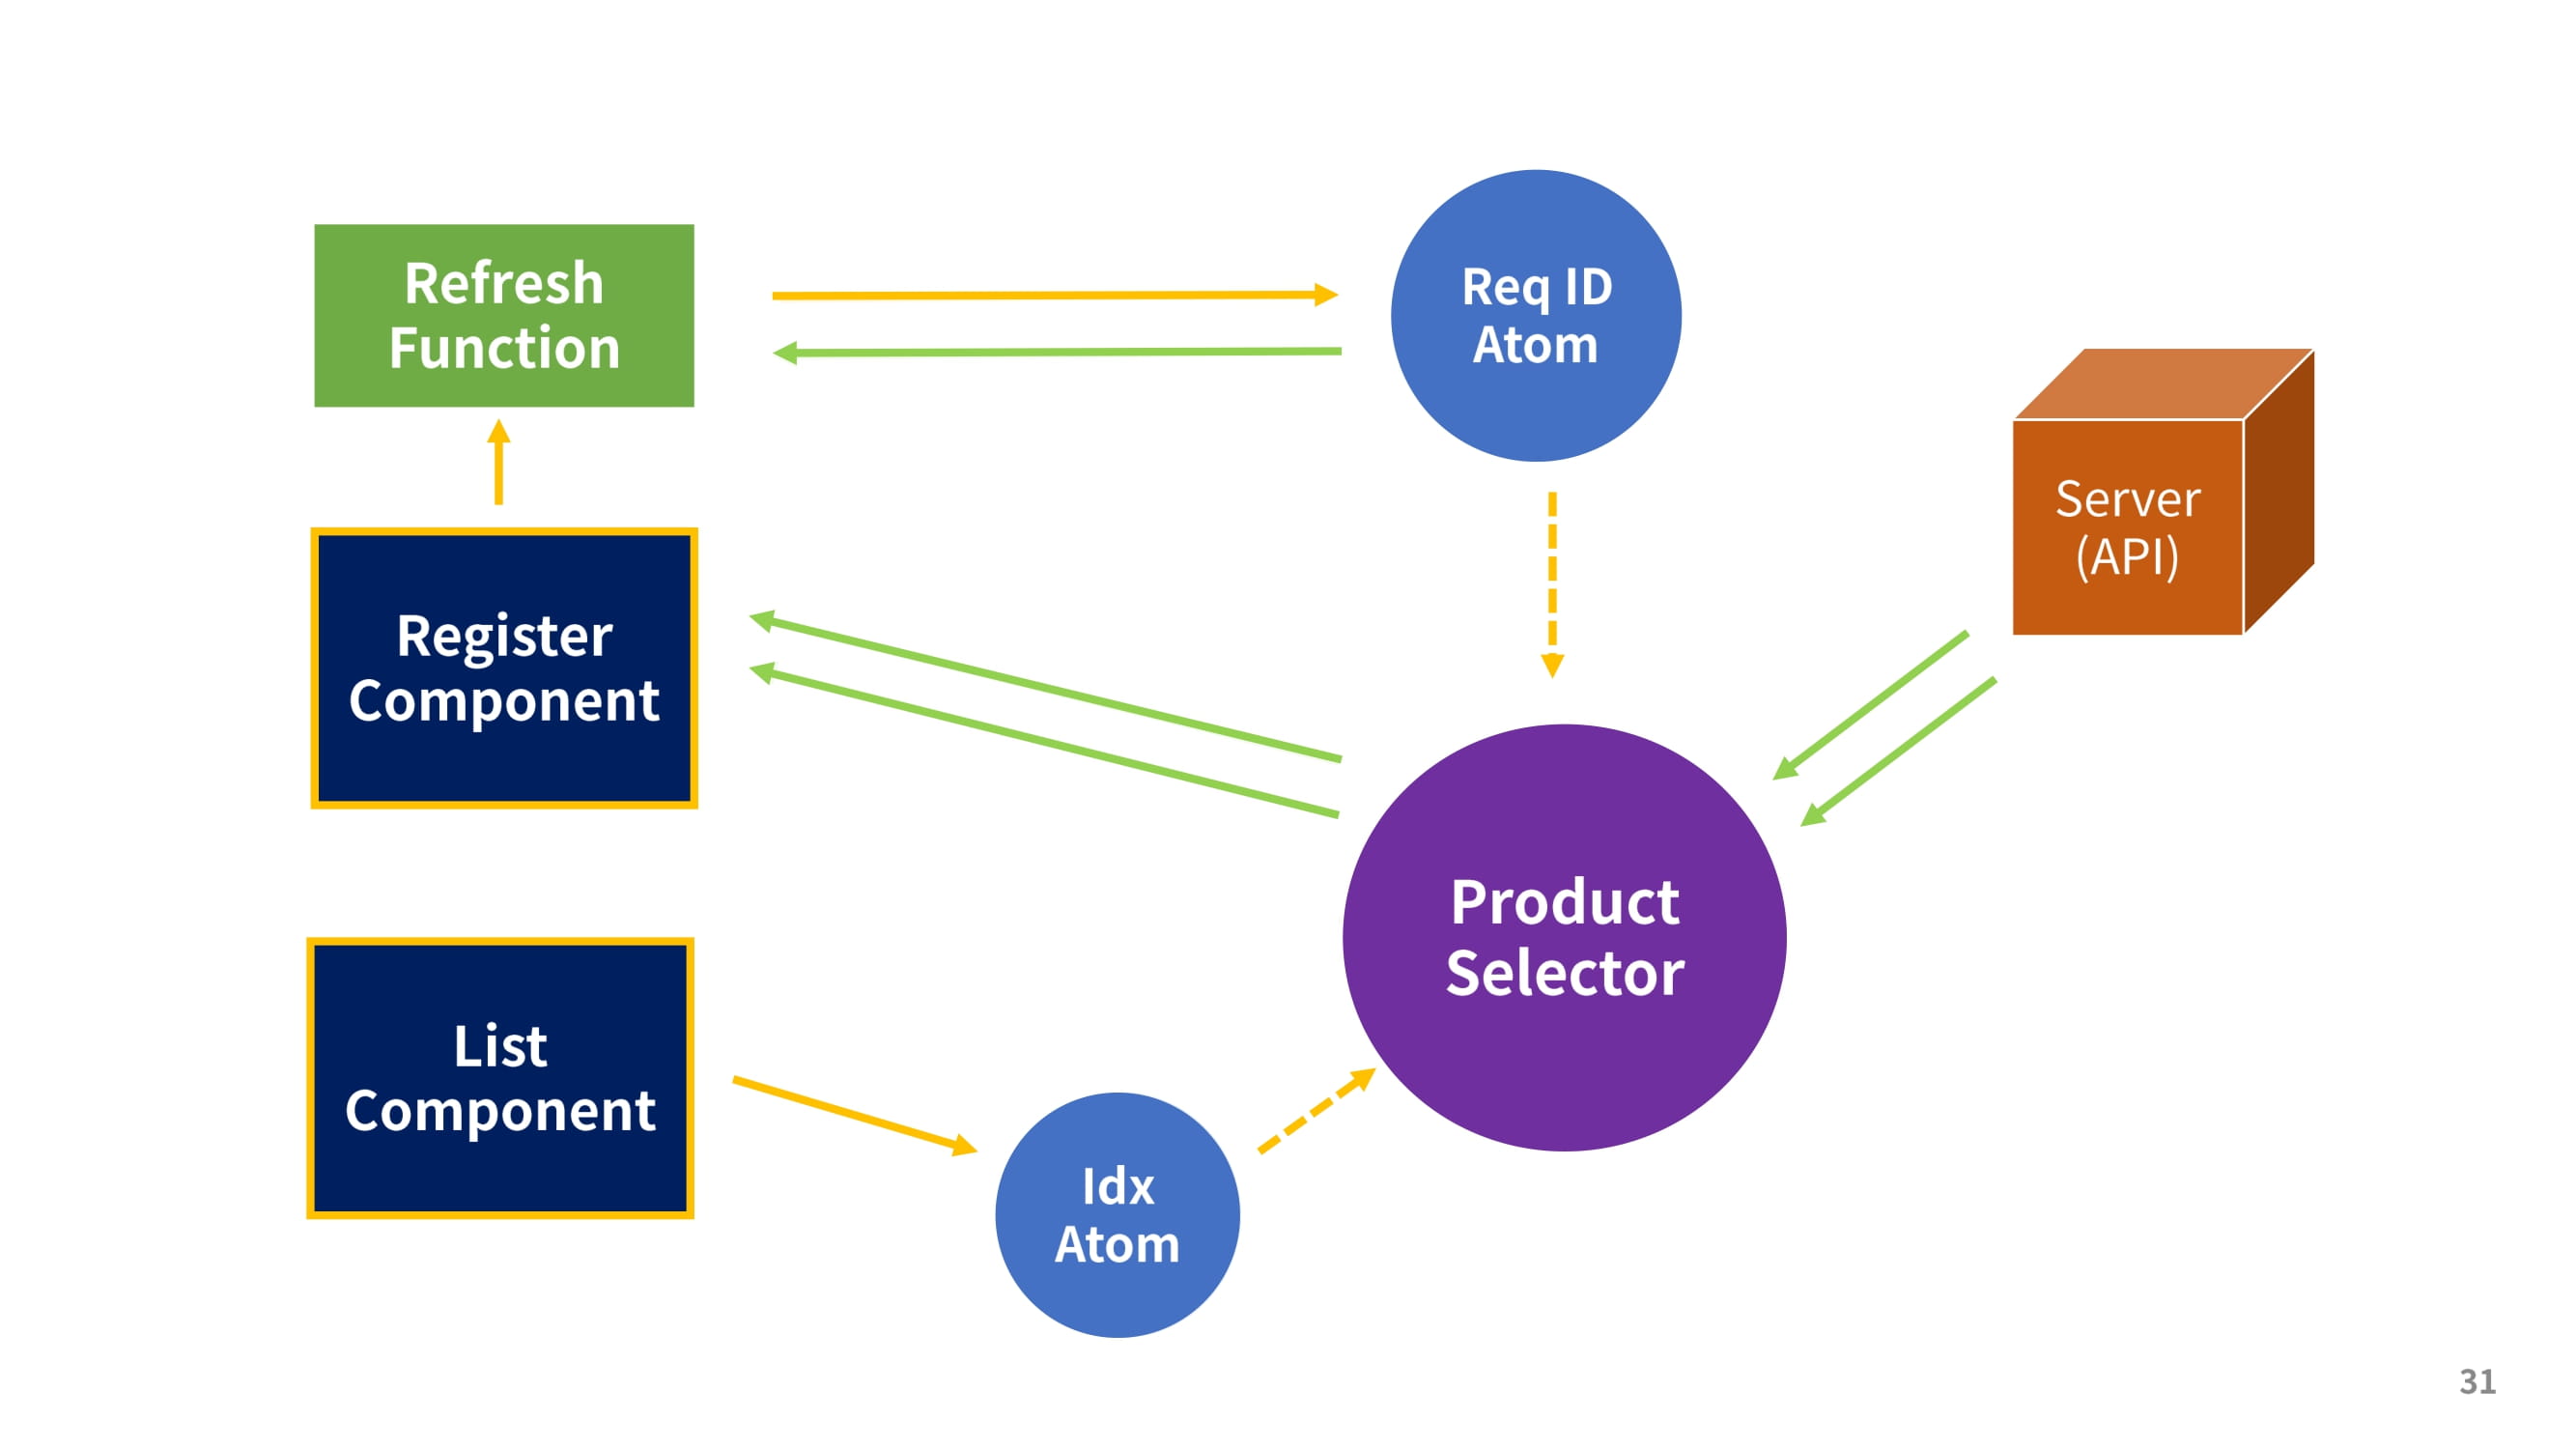 Refresh
Function
Req ID
Atom
Server
(API)
Register
Component
Product
Selector
List
Component
Idx
Atom
31